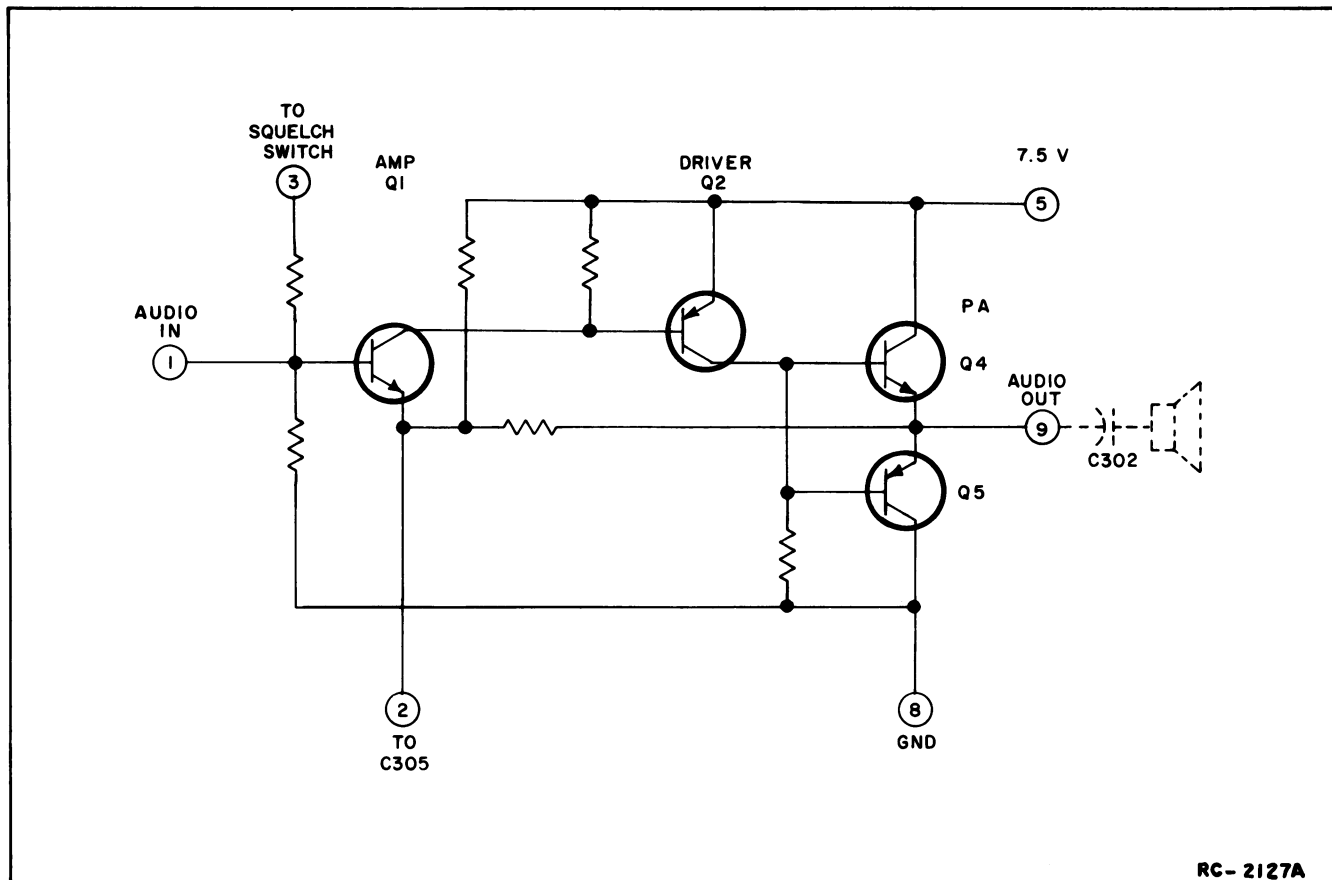 TO
SQUELCH
SWITCH
3
AMP
Q1
DRIVER
Q2
7.5 V
5
AUDIO
IN
1
PA
Q4
AUDIO
OUT
9
C302
Q5
2
TO
C305
8
GND
RC-2127A